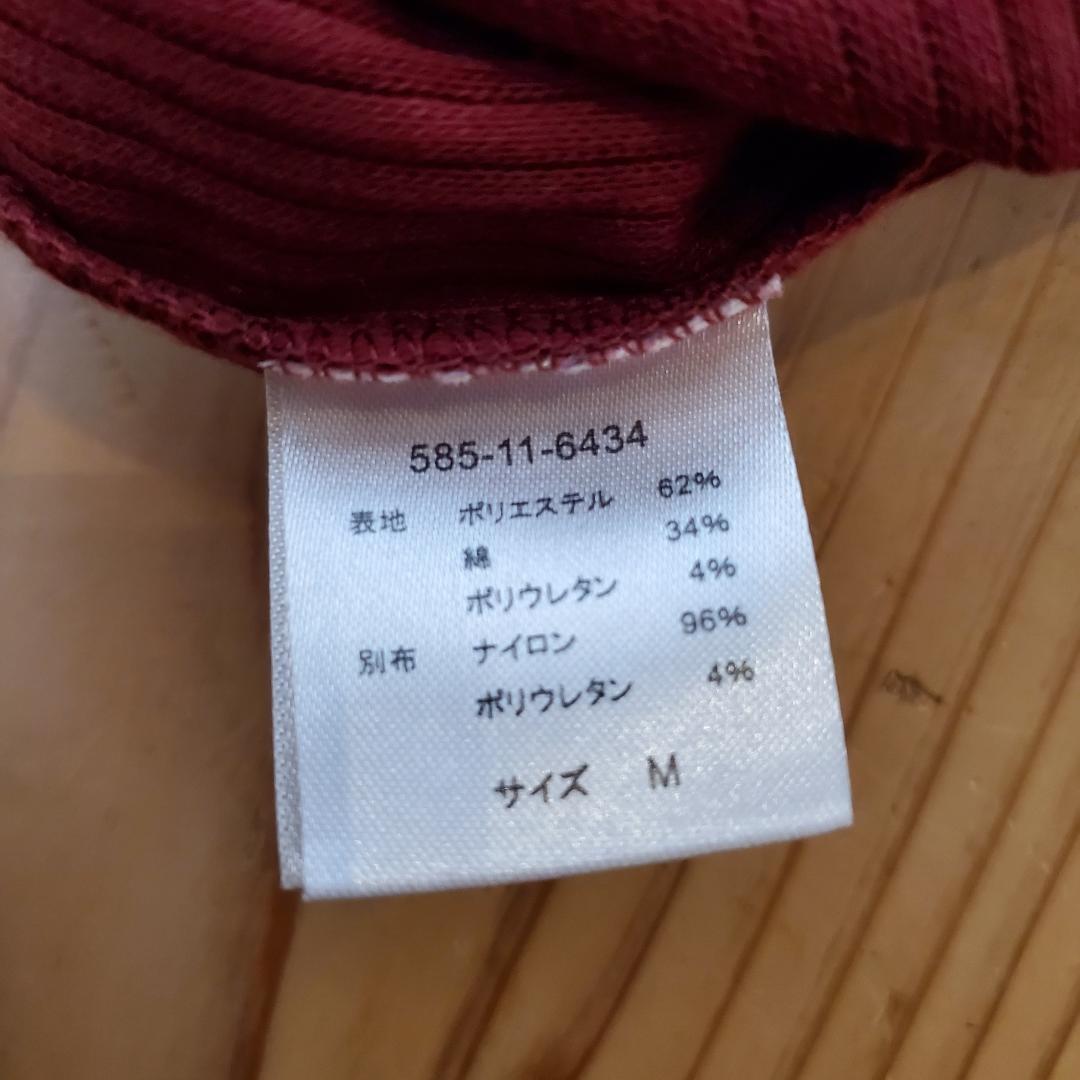 585-11-6434
表地 ポリエステル 62%
綿 34%
ポリウレタン 4%
別布 ナイロン 96%
ポリウレタン 4%
サイズ M